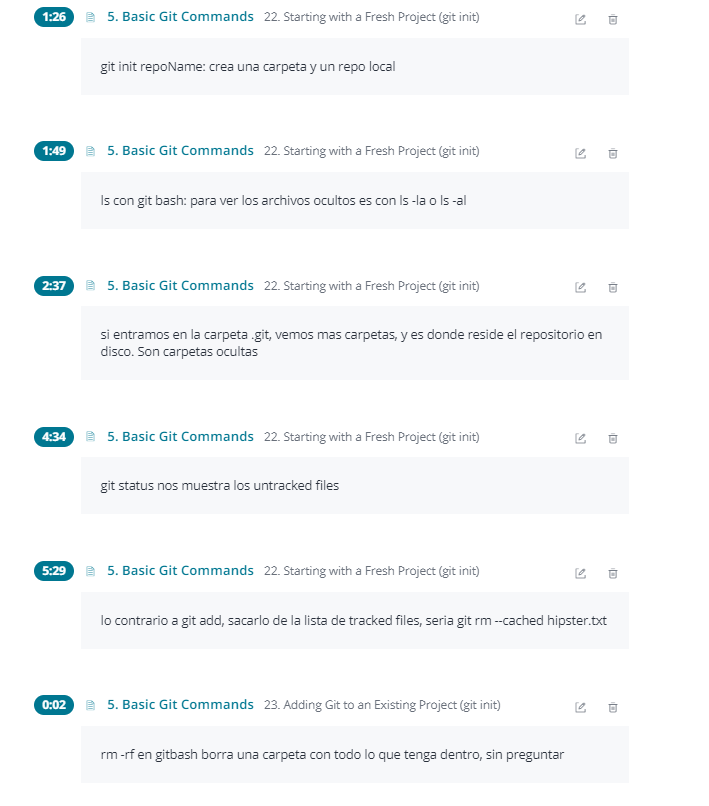 1:26 5. Basic Git Commands 22. Starting with a Fresh Project (git init)
git init repoName: crea una carpeta y un repo local
1:49 5. Basic Git Commands 22. Starting with a Fresh Project (git init)
ls con git bash: para ver los archivos ocultos es con ls -la o ls -al
2:37 5. Basic Git Commands 22. Starting with a Fresh Project (git init)
si entramos en la carpeta .git, vemos mas carpetas, y es donde reside el repositorio en
disco. Son carpetas ocultas
4:34 5. Basic Git Commands 22. Starting with a Fresh Project (git init)
git status nos muestra los untracked files
5:29 5. Basic Git Commands 22. Starting with a Fresh Project (git init)
lo contrario a git add, sacarlo de la lista de tracked files, seria git rm --cached hipster.txt
0:02 5. Basic Git Commands 23. Adding Git to an Existing Project (git init)
rm -rf en gitbash borra una carpeta con todo lo que tenga dentro, sin preguntar